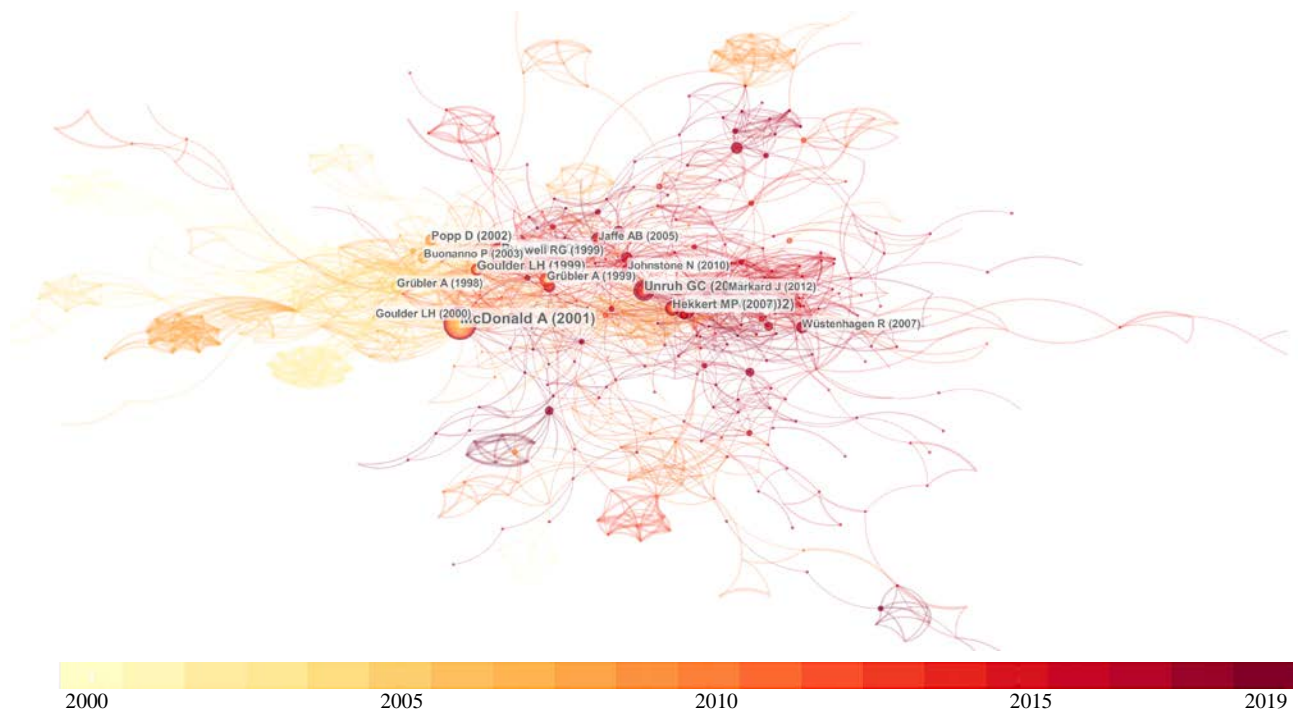 Popp D (2002)
Jaffe AB (2005)
well RG (1999)
Buonanno P (2003)
Goulder LH (1999)
Johnstone N (2010)
Grübler A (1999)
Grübler A (1998)
Unruh GC (20
Markard J (2012)
Hekkert MP (2007)
2)
Goulder LH (2000)
McDonald A (2001)
Wüstenhagen R (2007)
2000
2005
2010
2015
2019